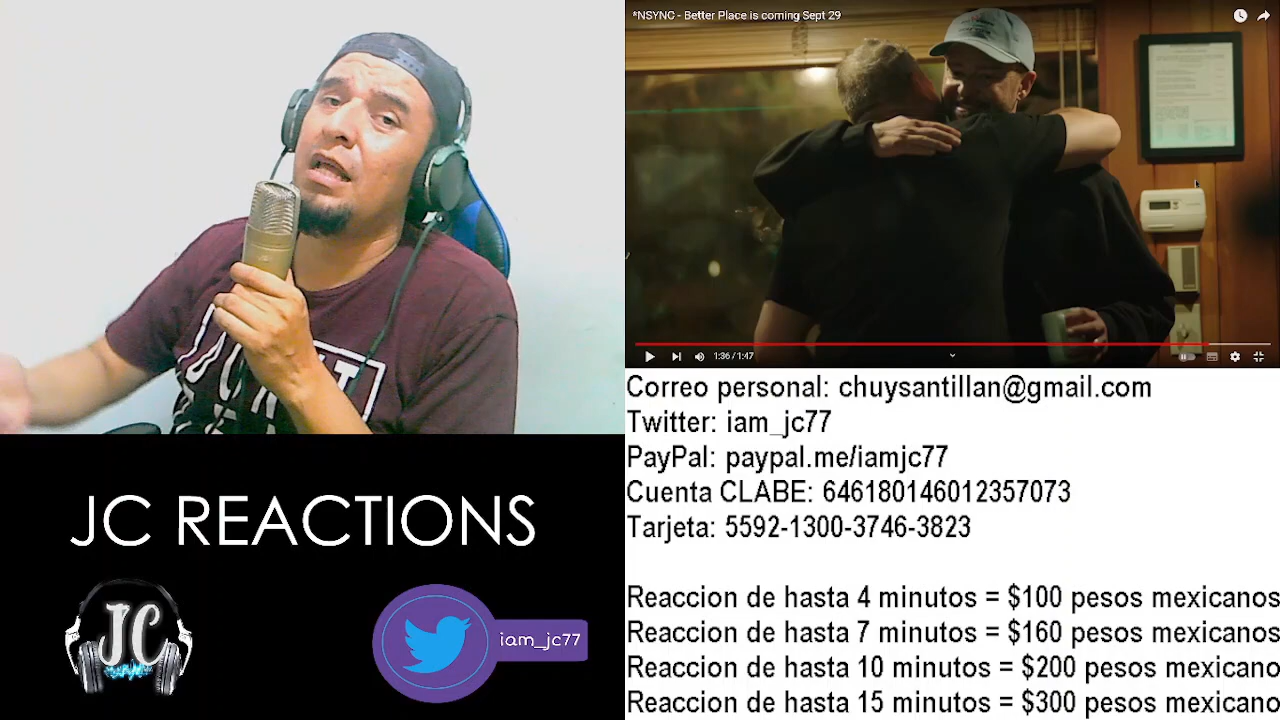 *NSYNC - Better Place is coming Sept 29
1:36 / 1:47
Correo personal: chuysantillan@gmail.com
Twitter: iam_jc77
PayPal: paypal.me/iamjc77
Cuenta CLABE: 646180146012357073
Tarjeta: 5592-1300-3746-3823
Reaccion de hasta 4 minutos = $100 pesos mexicanos
Reaccion de hasta 7 minutos = $160 pesos mexicanos
Reaccion de hasta 10 minutos = $200 pesos mexicano
Reaccion de hasta 15 minutos = $300 pesos mexicano
JC REACTIONS
JC
iam_jc77